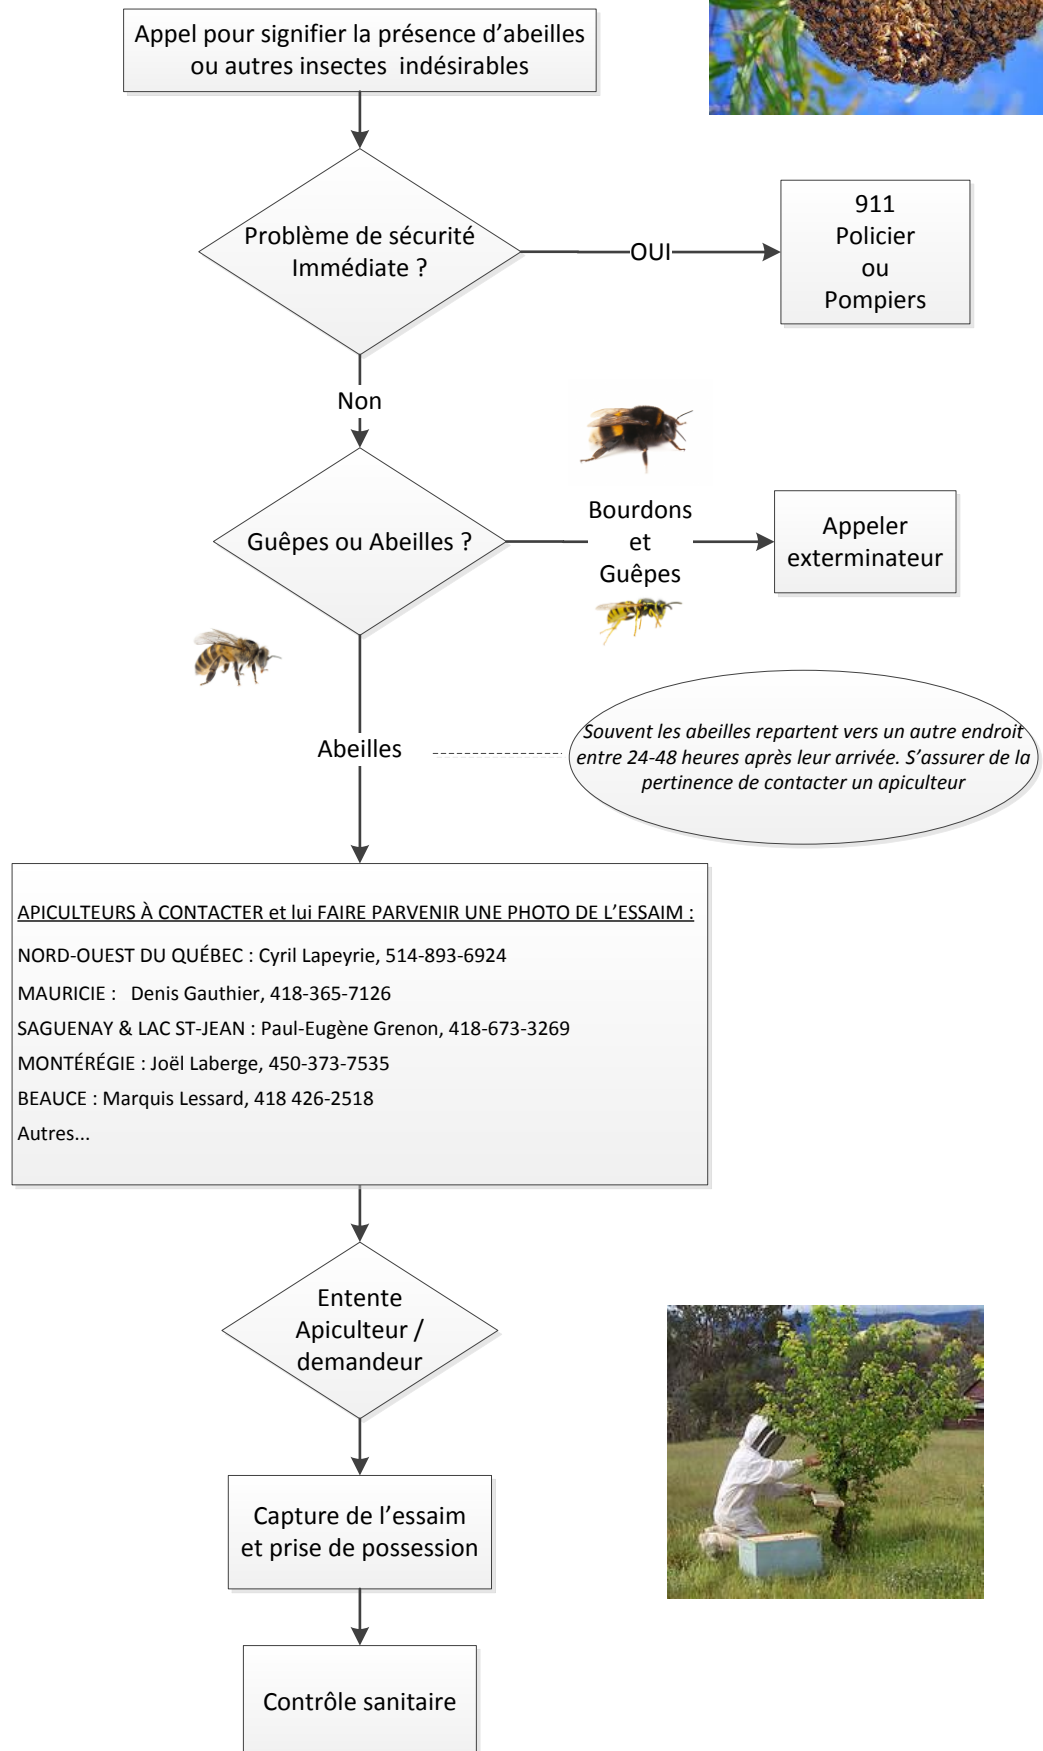 Appel pour signifier la présence d'abeilles
ou autres insectes  indésirables
Problème de sécurité
Immédiate ?
OUI
911
Policier
ou
Pompiers
Non
Guêpes ou Abeilles ?
Bourdons
et
Guêpes
Appeler
exterminateur
Abeilles
Souvent les abeilles repartent vers un autre endroit
entre 24-48 heures après leur arrivée. S'assurer de la
pertinence de contacter un apiculteur
APICULTEURS À CONTACTER et lui FAIRE PARVENIR UNE PHOTO DE L'ESSAIM :
NORD-OUEST DU QUÉBEC : Cyril Lapeyrie, 514-893-6924
MAURICIE :   Denis Gauthier, 418-365-7126
SAGUENAY & LAC ST-JEAN : Paul-Eugène Grenon, 418-673-3269
MONTÉRÉGIE : Joël Laberge, 450-373-7535
BEAUCE : Marquis Lessard, 418 426-2518
Autres...
Entente
Apiculteur /
demandeur
Capture de l'essaim
et prise de possession
Contrôle sanitaire